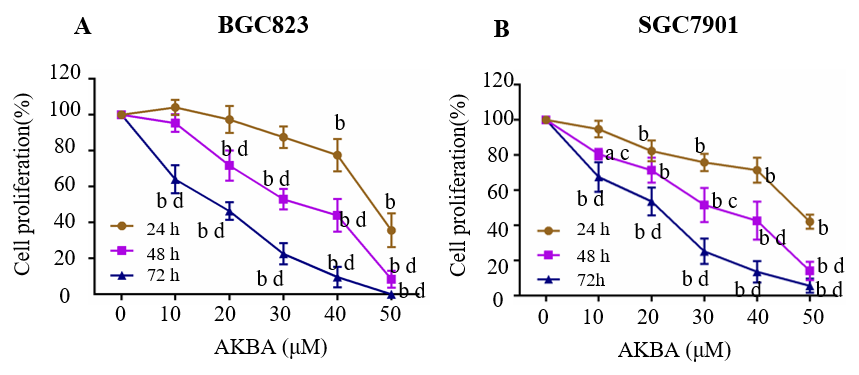 A
BGC823
Cell proliferation(%)
120
100
80
60
40
20
0
b
b d
b d
b d
b d
b
b d
b d
b d
b d
b d
b d
24 h
48 h
72 h
0 10 20 30 40 50
AKBA (μM)
B
SGC7901
Cell proliferation(%)
120
100
80
60
40
20
0
b
b
a c
b
b
b d
b c
b
b d
b d
b d
b d
b d
b d
24 h
48 h
72h
0 10 20 30 40 50
AKBA (μM)